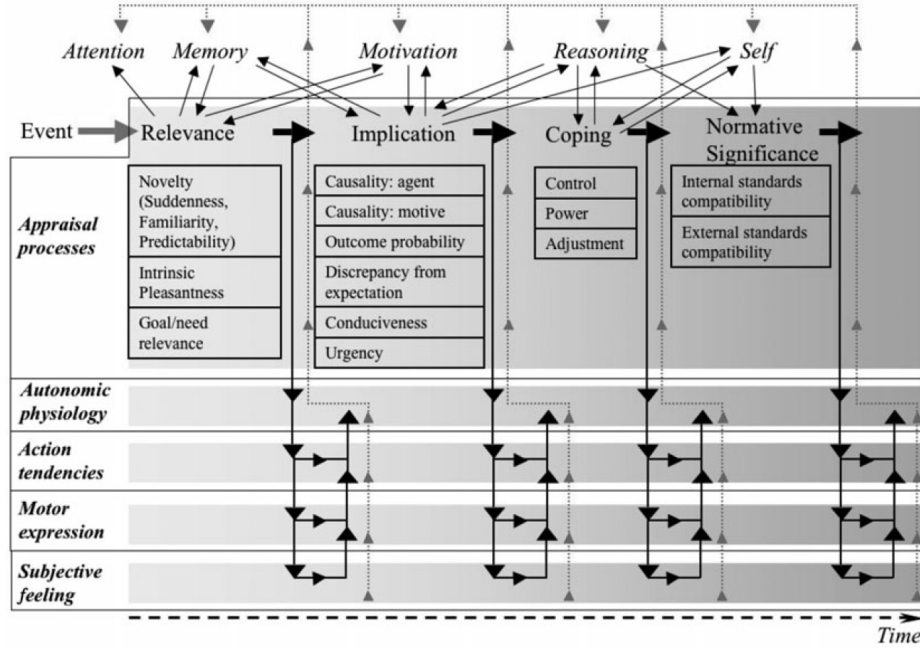 Attention Memory Motivation Reasoning Self
Event Relevance Implication Coping Normative
Significance
Appraisal
processes
Novelty
(Suddenness,
Familiarity,
Predictability)
Intrinsic
Pleasantness
Goal/need
relevance
Causality: agent
Causality: motive
Outcome probability
Discrepancy from
expectation
Conduciveness
Urgency
Control
Power
Adjustment
Internal standards
compatibility
External standards
compatibility
Autonomic
physiology
Action
tendencies
Motor
expression
Subjective
feeling
Time